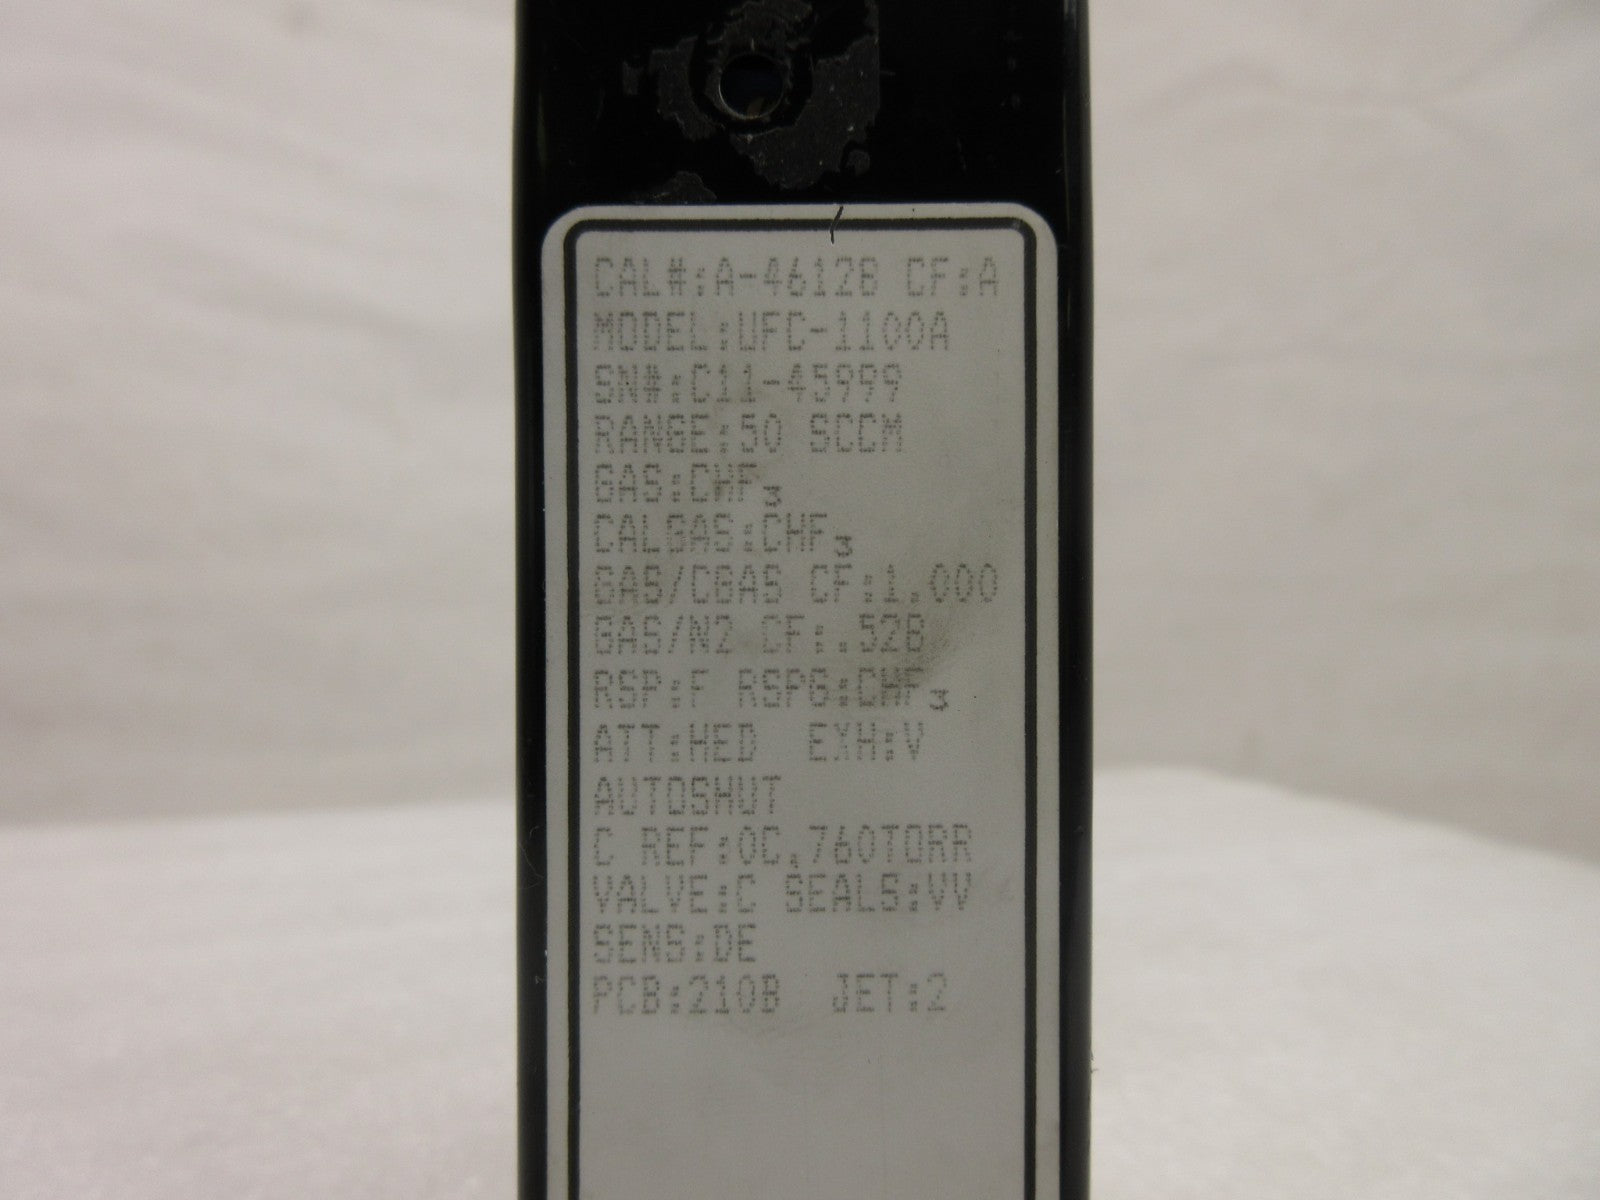 CAL#:A-4612B CF:A
MODEL:UFC-1100A
SN#:C11-45999
RANGE:50 SCCM
GAS:CHF₃
CALGAS:CHF₃
GAS/CGAS CF:1.000
GAS/N2 CF:.528
RSP:F RSPG:CHF₃
ATT:HED EXH:V
AUTOSHUT
C REF:0C,760TORR
VALVE:C SEALS:VV
SENS:DE
PCB:210B JET:2